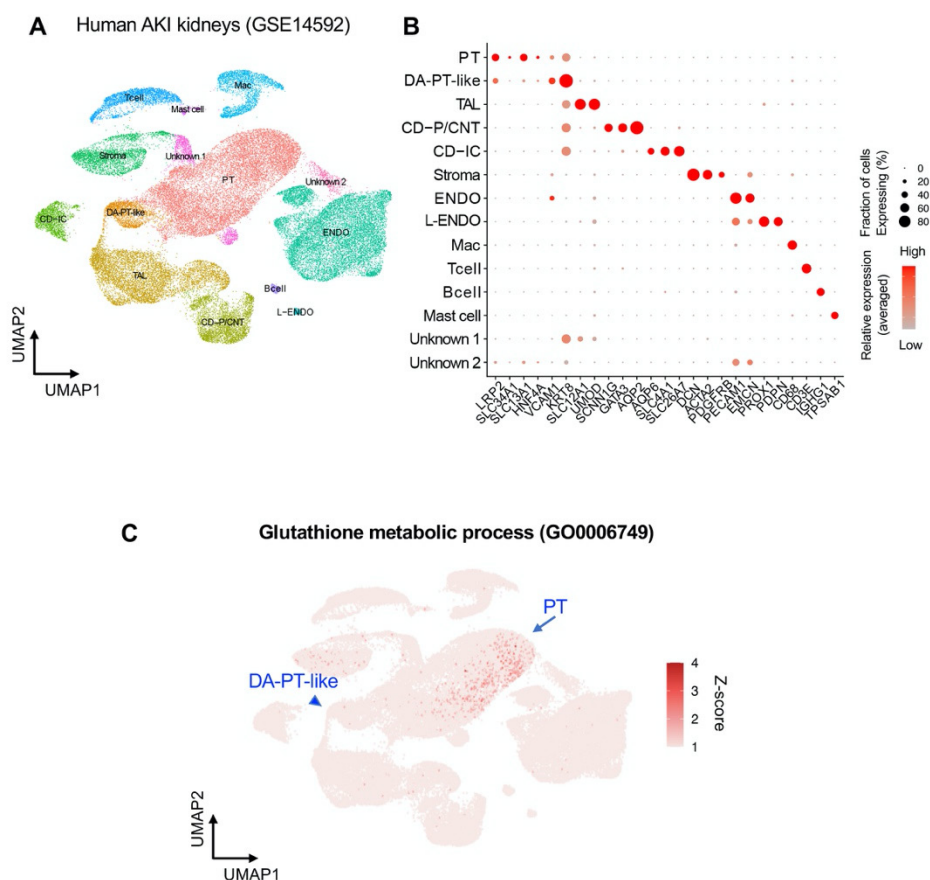 A
Human AKI kidneys (GSE14592)
Mac
Tcell
Mast cell
Stroma
Unknown 1
PT
Unknown 2
CD-IC
DA-PT-like
ENDO
TAL
Bcell
L-ENDO
CD-P/CNT
UMAP2
UMAP1
B
PT
DA-PT-like
TAL
CD-P/CNT
CD-IC
Stroma
ENDO
L-ENDO
Mac
Tcell
Bcell
Mast cell
Unknown 1
Unknown 2
LRP2
SLC34A1
SLC13A1
HNF4A
VCAM1
KRT8
SLC12A1
UMOD
SCNN1G
GATA3
AQP2
AQP6
SLC4A1
SLC26A7
DCN
ACTA2
PDGFRB
PECAM1
EMCN
PROX1
PDPN
CD68
CD3E
IGHG1
TPSAB1
Fraction of cells
Expressing (%)
0
20
40
60
80
Relative expression
(averaged)
High
Low
C
Glutathione metabolic process (GO0006749)
PT
DA-PT-like
4
3
2
1
Z-score
UMAP2
UMAP1